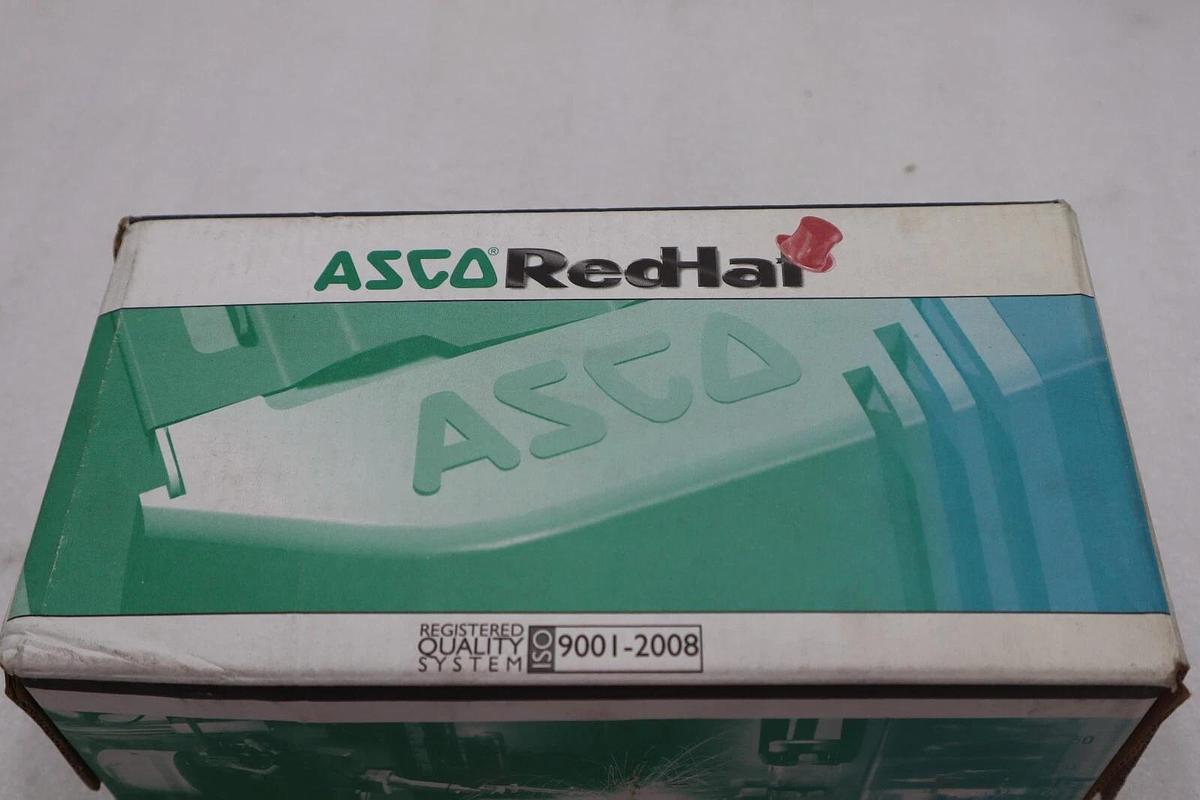 ASCO® RedHat
ASCO
REGISTERED
QUALITY
SYSTEM
ISO 9001-2008